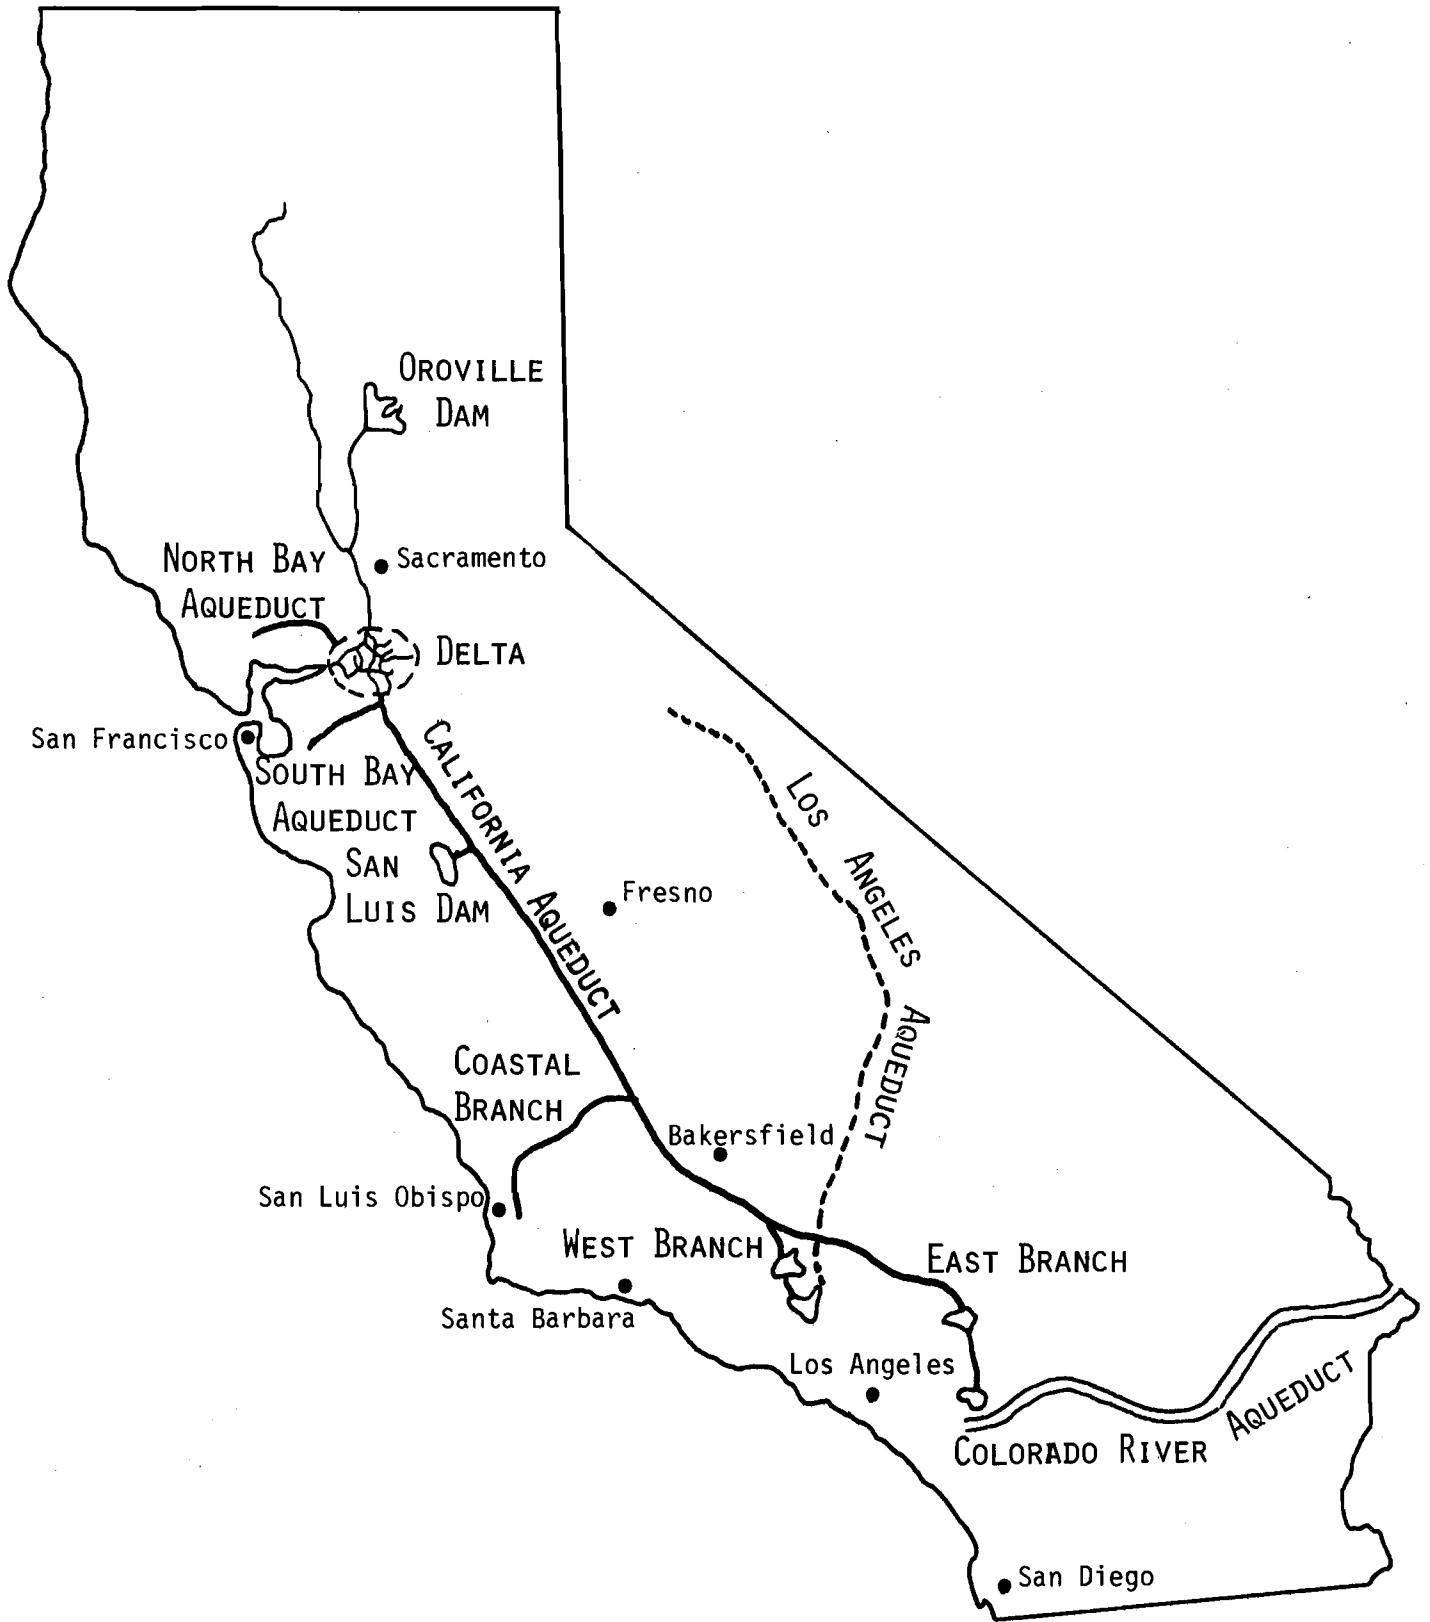 OROVILLE
DAM
NORTH BAY
AQUEDUCT
Sacramento
DELTA
San Francisco
SOUTH BAY
AQUEDUCT
CALIFORNIA AQUEDUCT
LOS ANGELES AQUEDUCT
SAN
LUIS DAM
Fresno
COASTAL
BRANCH
Bakersfield
San Luis Obispo
WEST BRANCH
EAST BRANCH
Santa Barbara
Los Angeles
COLORADO RIVER AQUEDUCT
San Diego